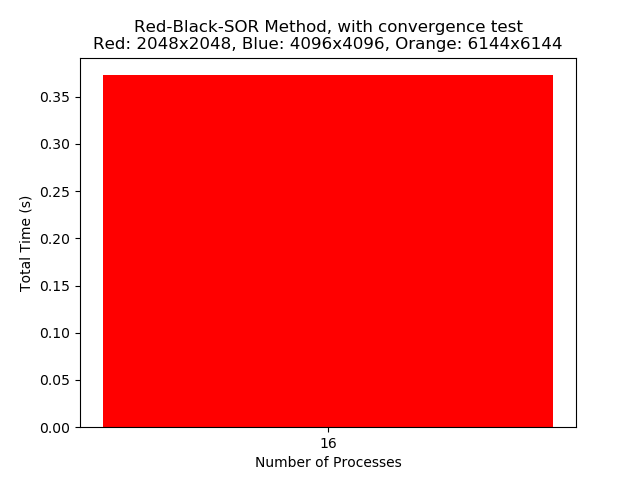 Red-Black-SOR Method, with convergence test
Red: 2048x2048, Blue: 4096x4096, Orange: 6144x6144
Total Time (s)
0.35
0.30
0.25
0.20
0.15
0.10
0.05
0.00
16
Number of Processes